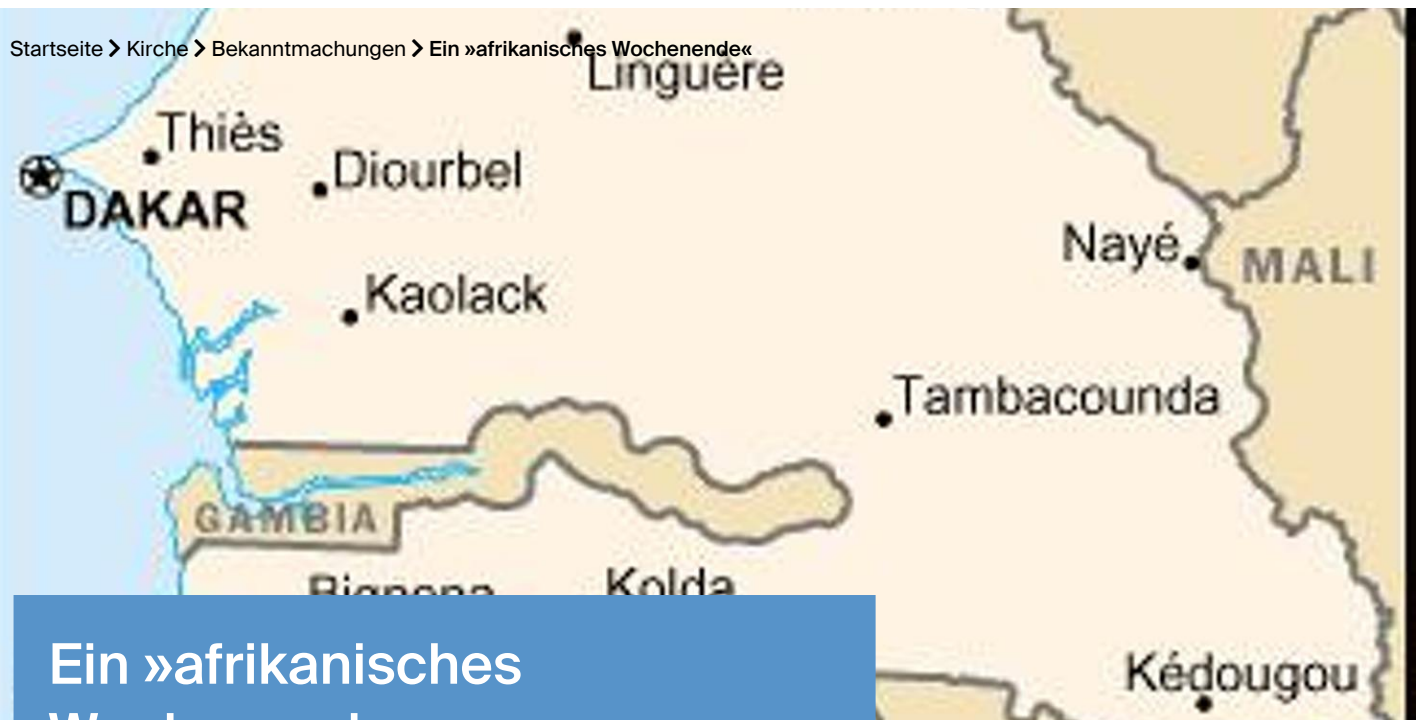 Startseite > Kirche > Bekanntmachungen > Ein »afrikanisches Wochenende«
Linguère
Thiès
Diourbel
DAKAR
Nayé
MALI
Kaolack
Tambacounda
GAMBIA
Bignona
Kolda
Ein »afrikanisches
Kédougou